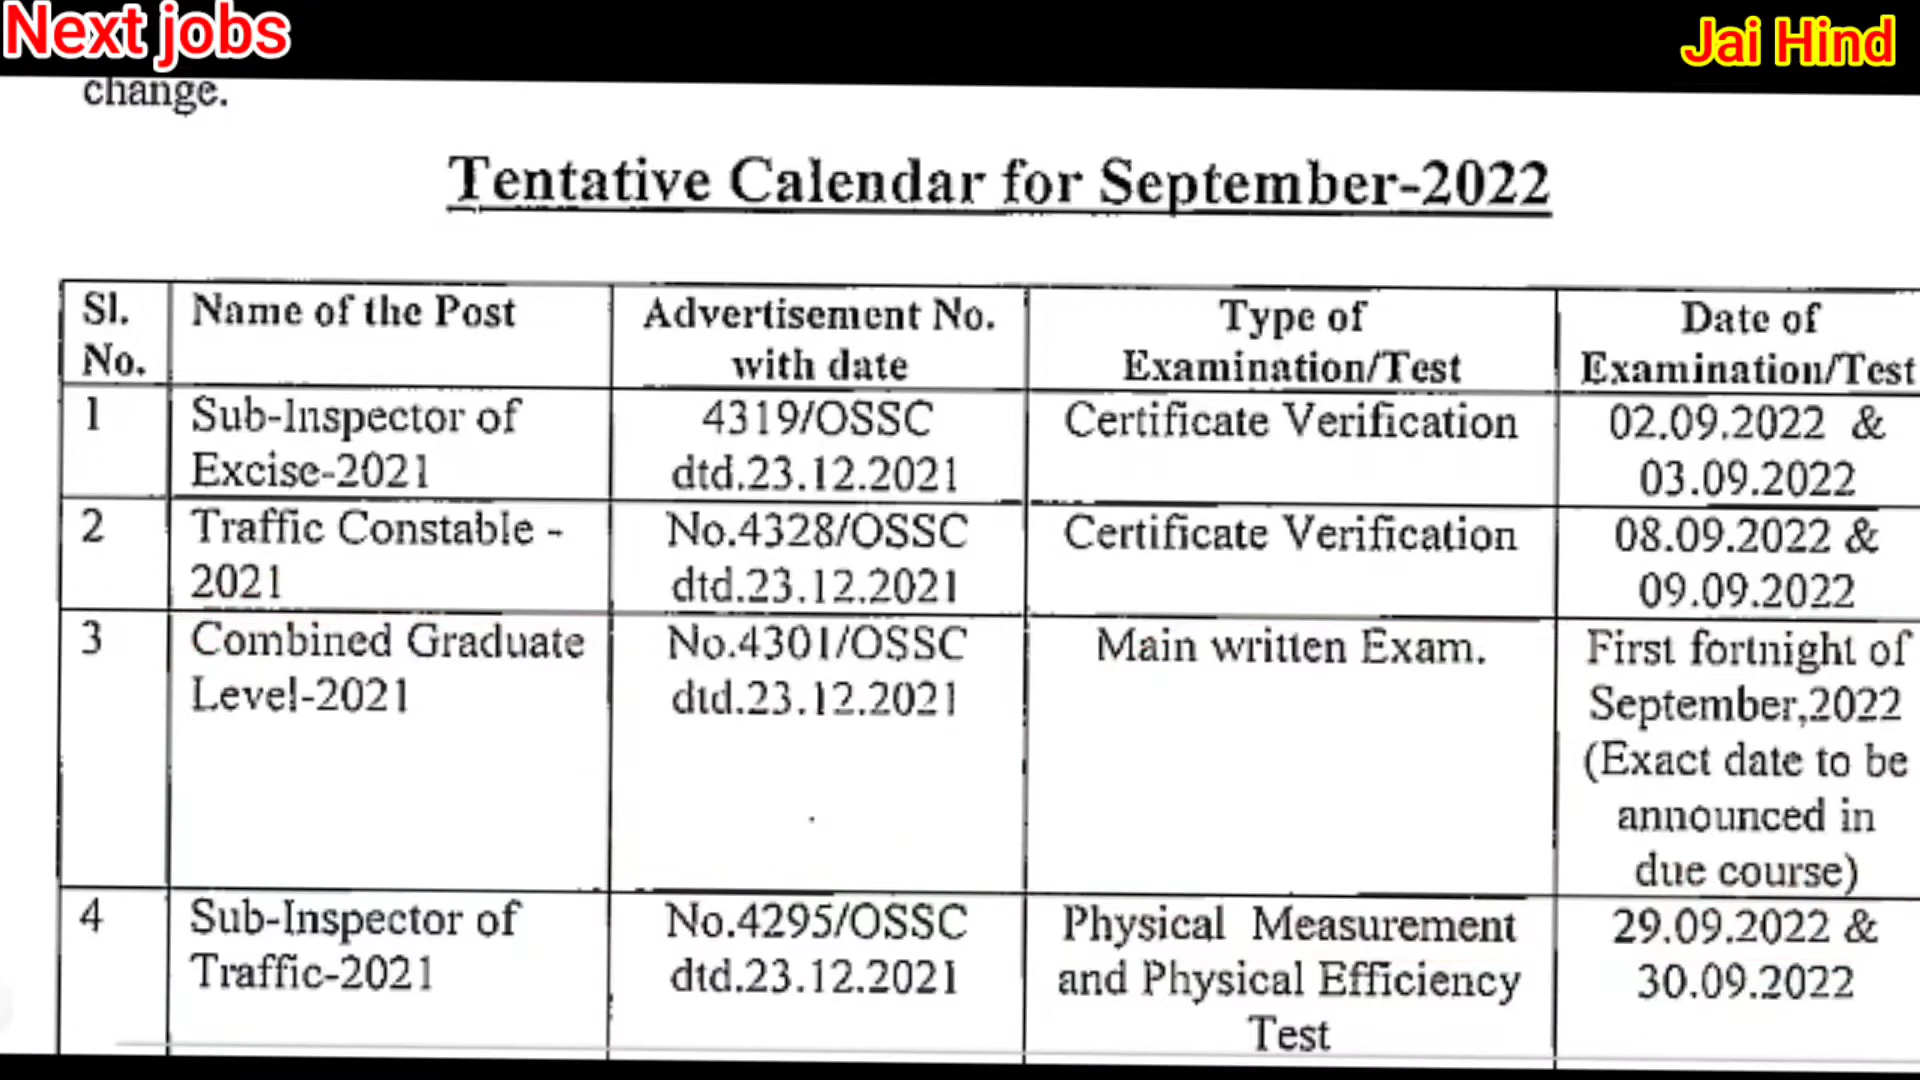 Next jobs
Jai Hind
change.
Tentative Calendar for September-2022
Sl. No.
Name of the Post
Advertisement No. with date
Type of Examination/Test
Date of Examination/Test
1
Sub-Inspector of Excise-2021
4319/OSSC dtd.23.12.2021
Certificate Verification
02.09.2022 & 03.09.2022
2
Traffic Constable - 2021
No.4328/OSSC dtd.23.12.2021
Certificate Verification
08.09.2022 & 09.09.2022
3
Combined Graduate Level-2021
No.4301/OSSC dtd.23.12.2021
Main written Exam.
First fortnight of September,2022 (Exact date to be announced in due course)
4
Sub-Inspector of Traffic-2021
No.4295/OSSC dtd.23.12.2021
Physical Measurement and Physical Efficiency Test
29.09.2022 & 30.09.2022